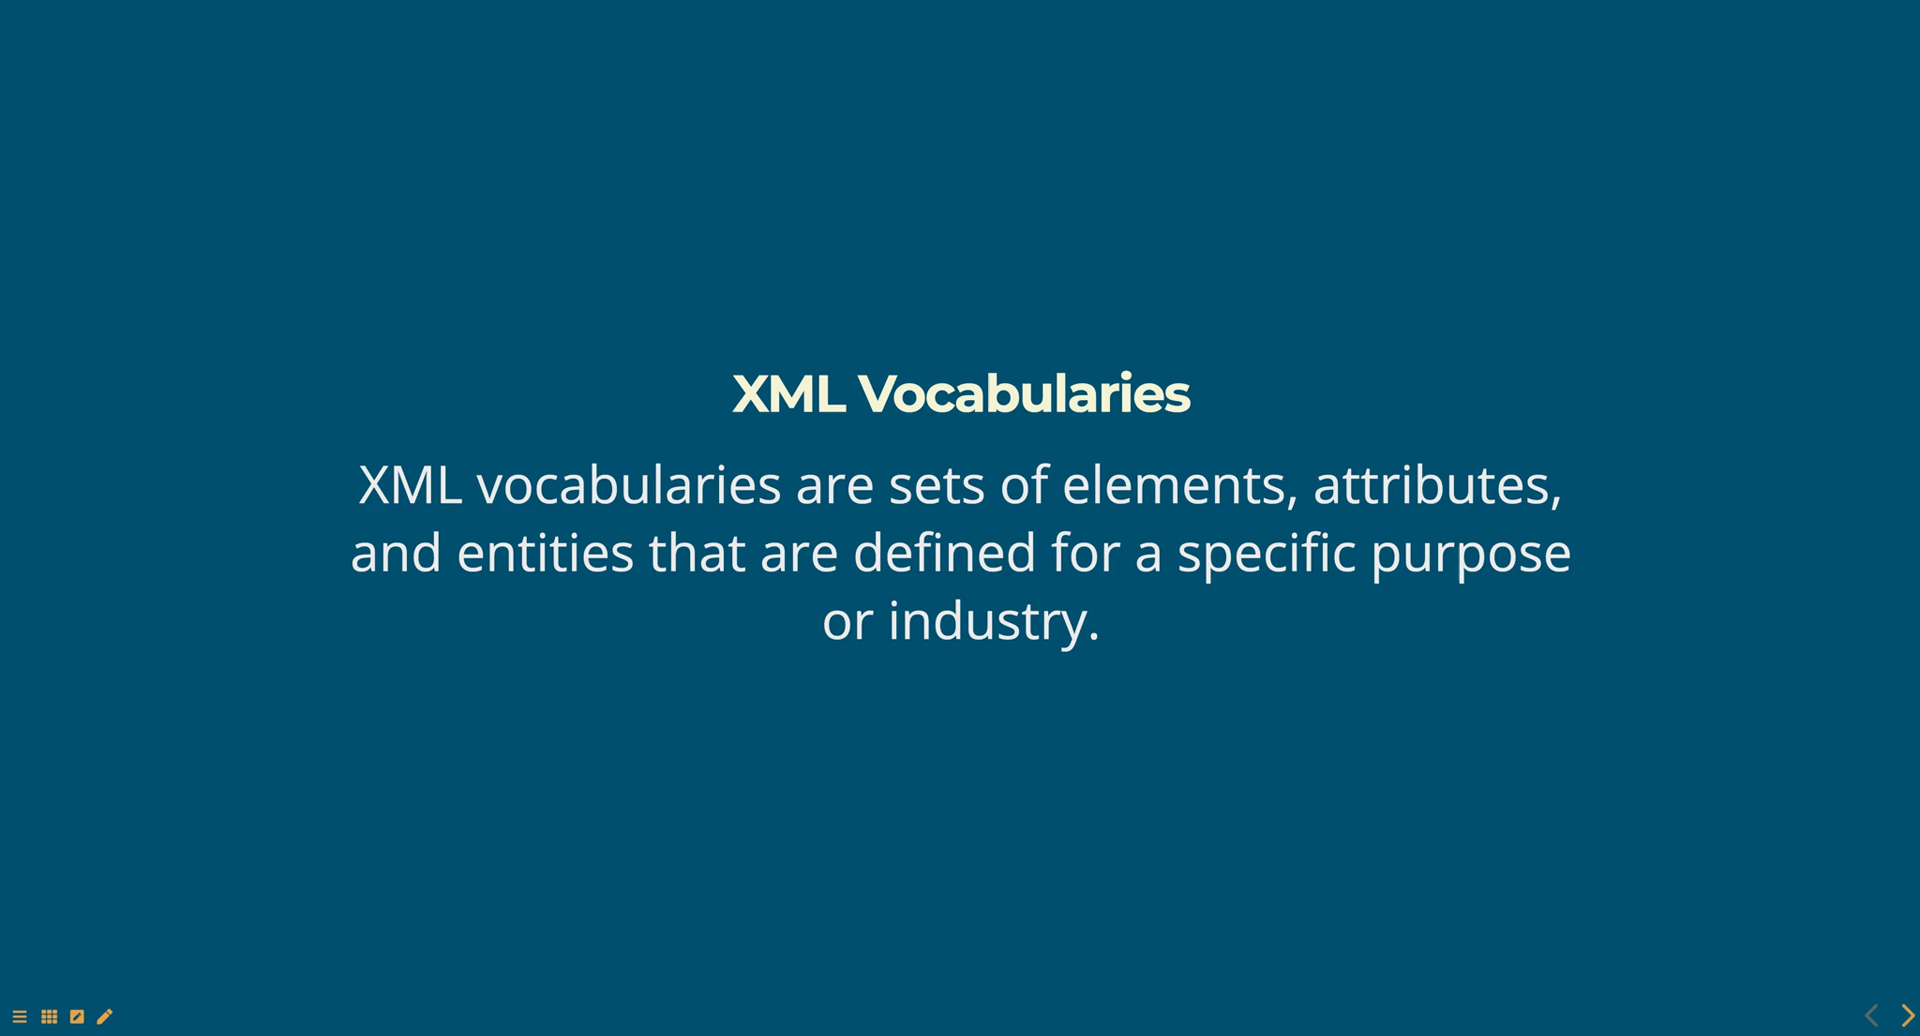 XML Vocabularies
XML vocabularies are sets of elements, attributes,
and entities that are defined for a specific purpose
or industry.